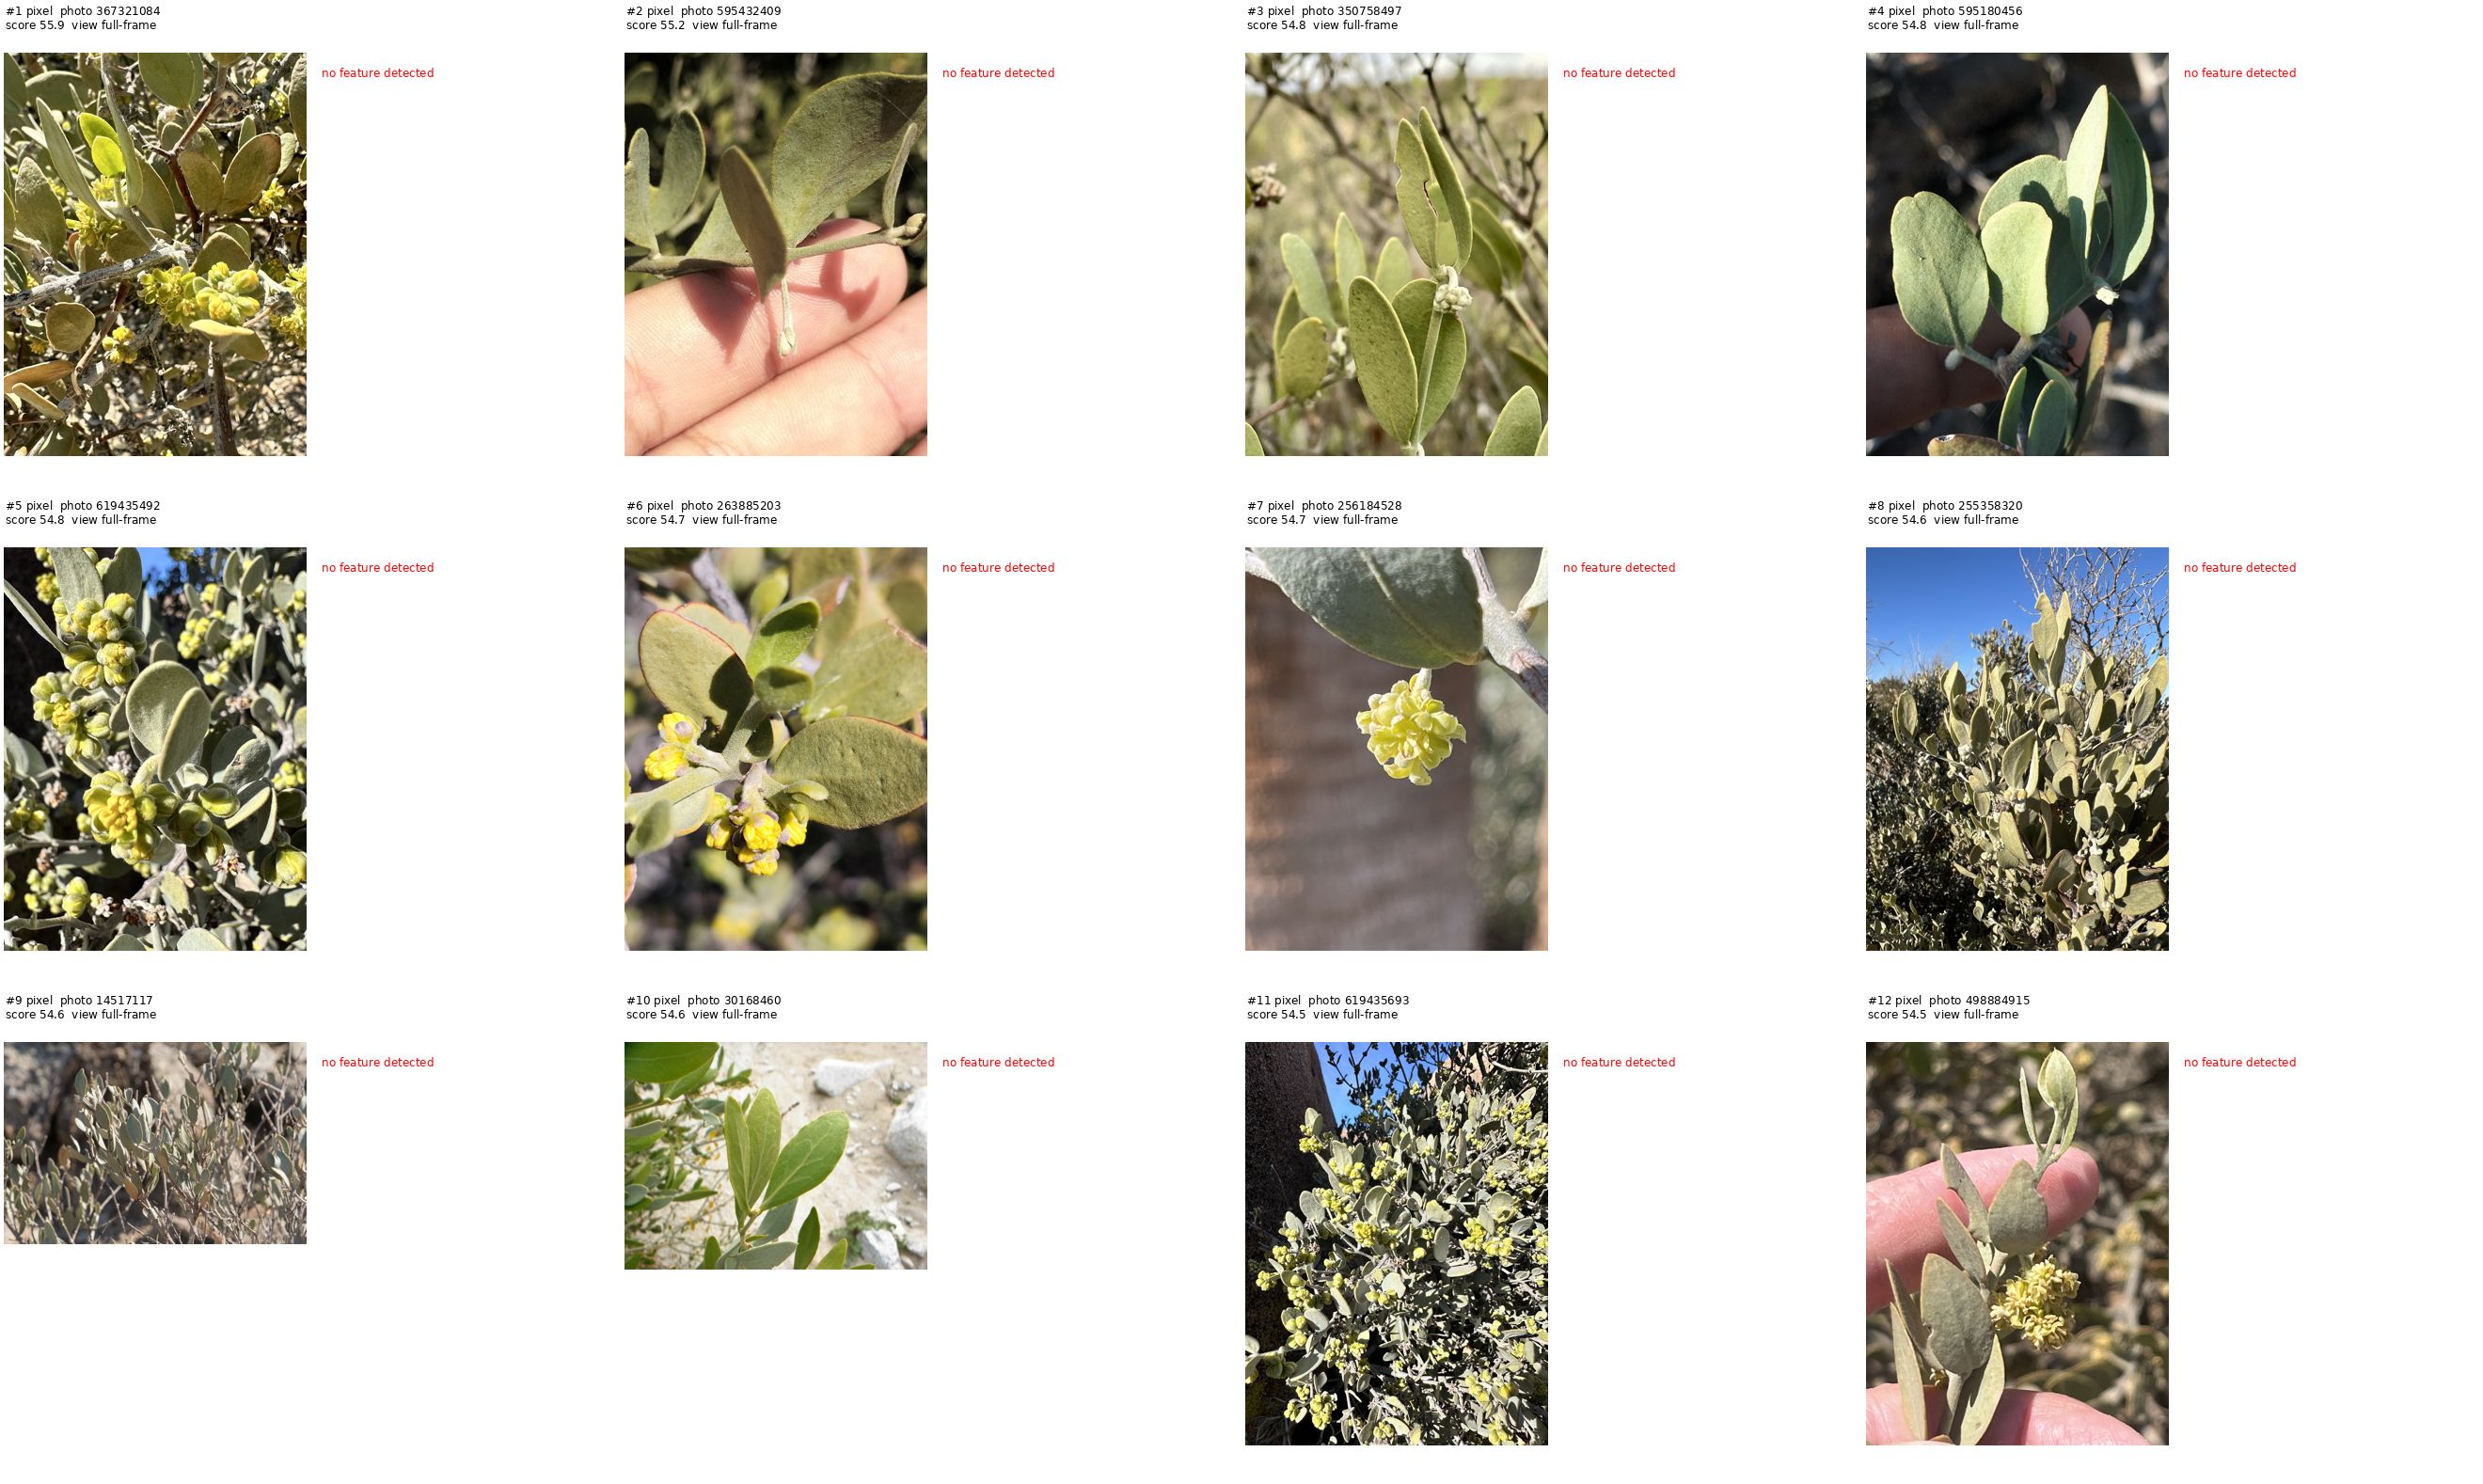 #1 pixel  photo 367321084
score 55.9  view full-frame
no feature detected
#2 pixel  photo 595432409
score 55.2  view full-frame
no feature detected
#3 pixel  photo 350758497
score 54.8  view full-frame
no feature detected
#4 pixel  photo 595180456
score 54.8  view full-frame
no feature detected
#5 pixel  photo 619435492
score 54.8  view full-frame
no feature detected
#6 pixel  photo 263885203
score 54.7  view full-frame
no feature detected
#7 pixel  photo 256184528
score 54.7  view full-frame
no feature detected
#8 pixel  photo 255358320
score 54.6  view full-frame
no feature detected
#9 pixel  photo 14517117
score 54.6  view full-frame
no feature detected
#10 pixel  photo 30168460
score 54.6  view full-frame
no feature detected
#11 pixel  photo 619435693
score 54.5  view full-frame
no feature detected
#12 pixel  photo 498884915
score 54.5  view full-frame
no feature detected